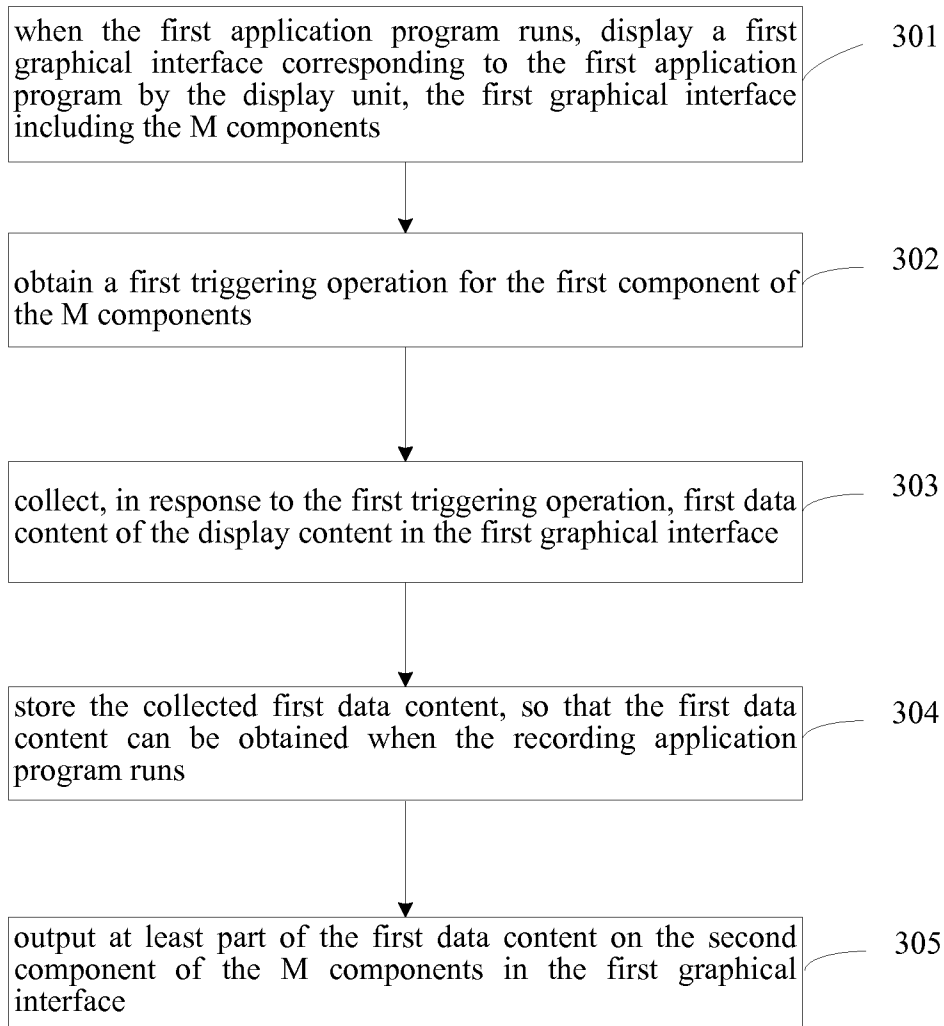 when the first application program runs, display a first
graphical interface corresponding to the first application
program by the display unit, the first graphical interface
including the M components
301
obtain a first triggering operation for the first component of
the M components
302
collect, in response to the first triggering operation, first data
content of the display content in the first graphical interface
303
store the collected first data content, so that the first data
content can be obtained when the recording application
program runs
304
output at least part of the first data content on the second
component of the M components in the first graphical
interface
305